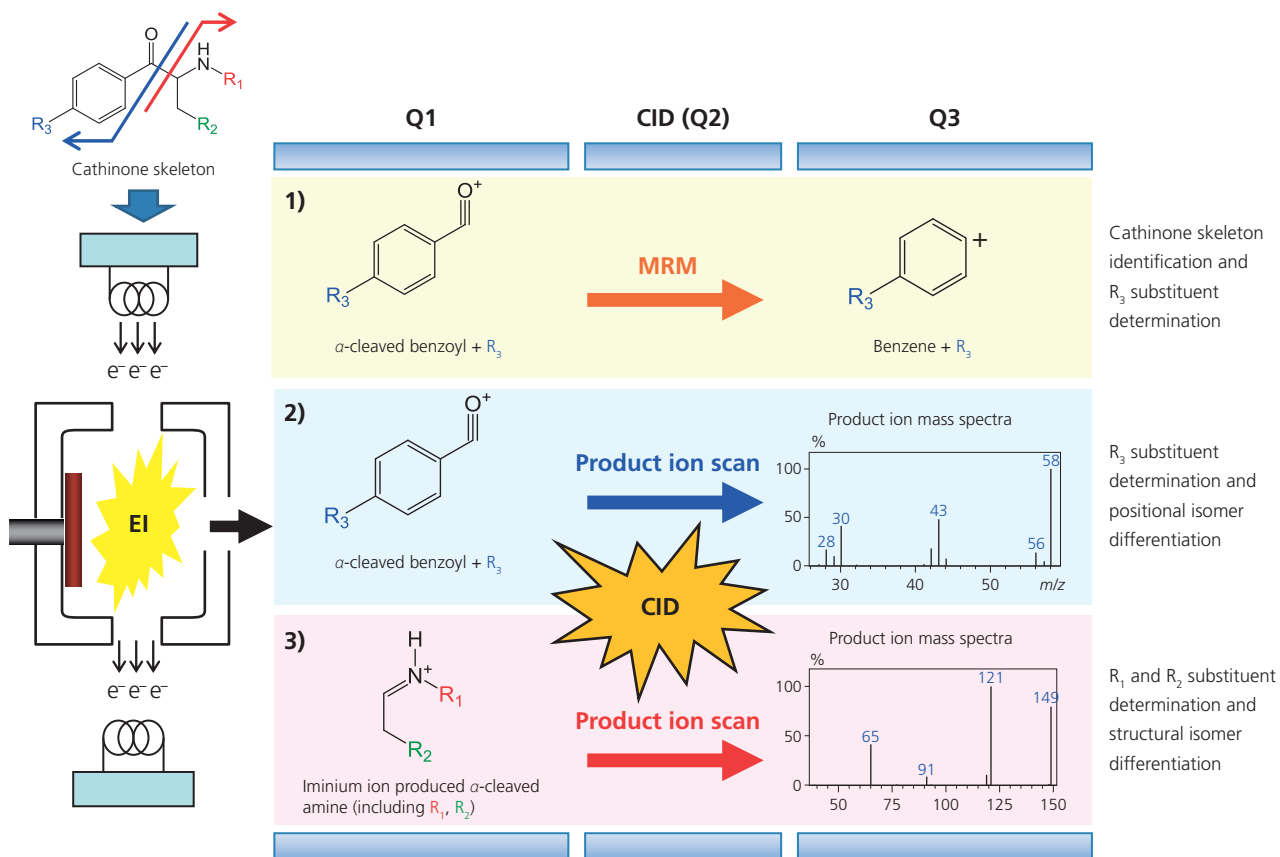 O
H
N
R1
R2
R3
Cathinone skeleton
e– e– e–
EI
e– e– e–
Q1
CID (Q2)
Q3
1)
O+
R3
α-cleaved benzoyl + R3
MRM
+
R3
Benzene + R3
Cathinone skeleton
identification and
R3 substituent
determination
2)
O+
R3
α-cleaved benzoyl + R3
Product ion scan
CID
Product ion mass spectra
%
100
50
0
28
30
43
56
58
30
40
50
m/z
R3 substituent
determination and
positional isomer
differentiation
3)
H
N+
R1
R2
Iminium ion produced α-cleaved
amine (including R1, R2)
Product ion scan
Product ion mass spectra
%
100
50
0
65
91
121
149
50
75
100
125
150
R1 and R2 substituent
determination and
structural isomer
differentiation